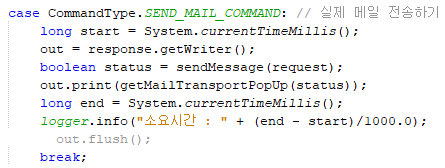 case CommandType.SEND_MAIL_COMMAND: // 실제 메일 전송하기
long start = System.currentTimeMillis();
out = response.getWriter();
boolean status = sendMessage(request);
out.print(getMailTransportPopUp(status));
long end = System.currentTimeMillis();
logger.info("소요시간 : " + (end - start)/1000.0);
out.flush();
break;